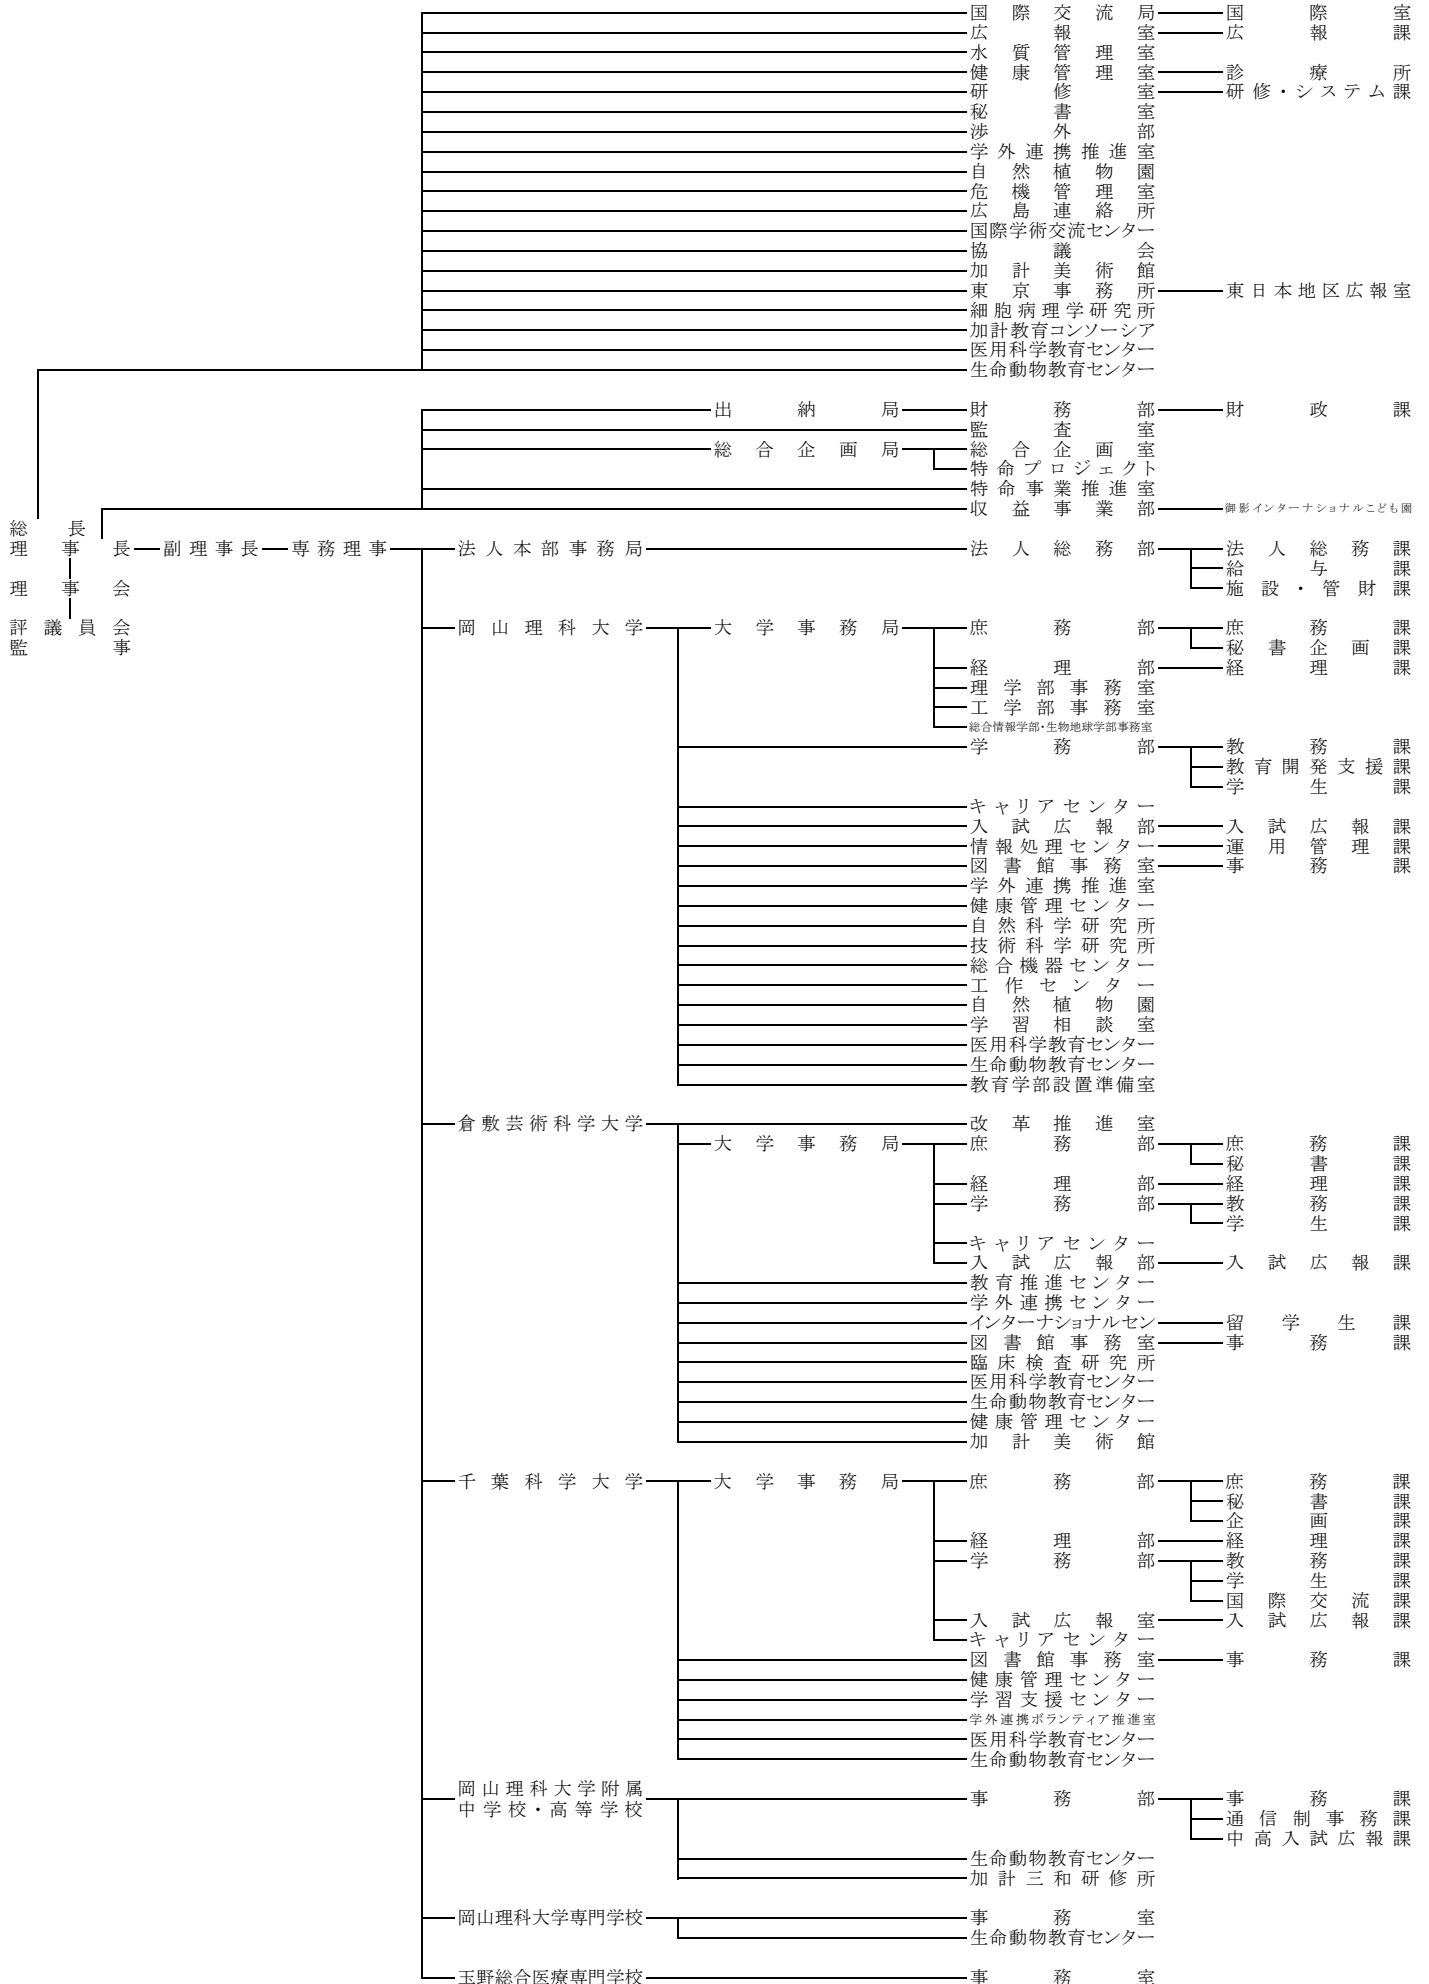 国際交流局 国際室
広報室 広報課
水質管理室
健康管理室 診療所
研修室 研修・システム課
秘書室
渉外部
学外連携推進室
自然植物園
危機管理室
広島連絡所
国際学術交流センター
協議会
加計美術館
東京事務所 東日本地区広報室
細胞病理学研究所
加計教育コンソーシア
医用科学教育センター
生命動物教育センター
出納局 財務部 財政課
監査室
総合企画局 総合企画室
特命プロジェクト
特命事業推進室
収益事業部 御影インターナショナルこども園
総長
理事長 副理事長 専務理事 法人本部事務局 法人総務部 法人総務課
給与課
理事会 施設・管財課
評議員会 岡山理科大学 大学事務局 庶務部 庶務課
監事 秘書企画課
経理部 経理課
理学部事務室
工学部事務室
総合情報学部・生物地球学部事務室
学務部 教務課
教育開発支援課
学生課
キャリアセンター
入試広報部 入試広報課
情報処理センター 運用管理課
図書館事務室 事務課
学外連携推進室
健康管理センター
自然科学研究所
技術科学研究所
総合機器センター
工作センター
自然植物園
学習相談室
医用科学教育センター
生命動物教育センター
教育学部設置準備室
倉敷芸術科学大学 改革推進室
大学事務局 庶務部 庶務課
秘書課
経理部 経理課
学務部 教務課
学生課
キャリアセンター
入試広報部 入試広報課
教育推進センター
学外連携センター
インターナショナルセン 留学生課
図書館事務室 事務課
臨床検査研究所
医用科学教育センター
生命動物教育センター
健康管理センター
加計美術館
千葉科学大学 大学事務局 庶務部 庶務課
秘書課
企画課
経理部 経理課
学務部 教務課
学生課
国際交流課
入試広報室 入試広報課
キャリアセンター
図書館事務室 事務課
健康管理センター
学習支援センター
学外連携ボランティア推進室
医用科学教育センター
生命動物教育センター
岡山理科大学附属
中学校・高等学校 事務部 事務課
通信制事務課
中高入試広報課
生命動物教育センター
加計三和研修所
岡山理科大学専門学校 事務室
生命動物教育センター
玉野総合医療専門学校 事務室